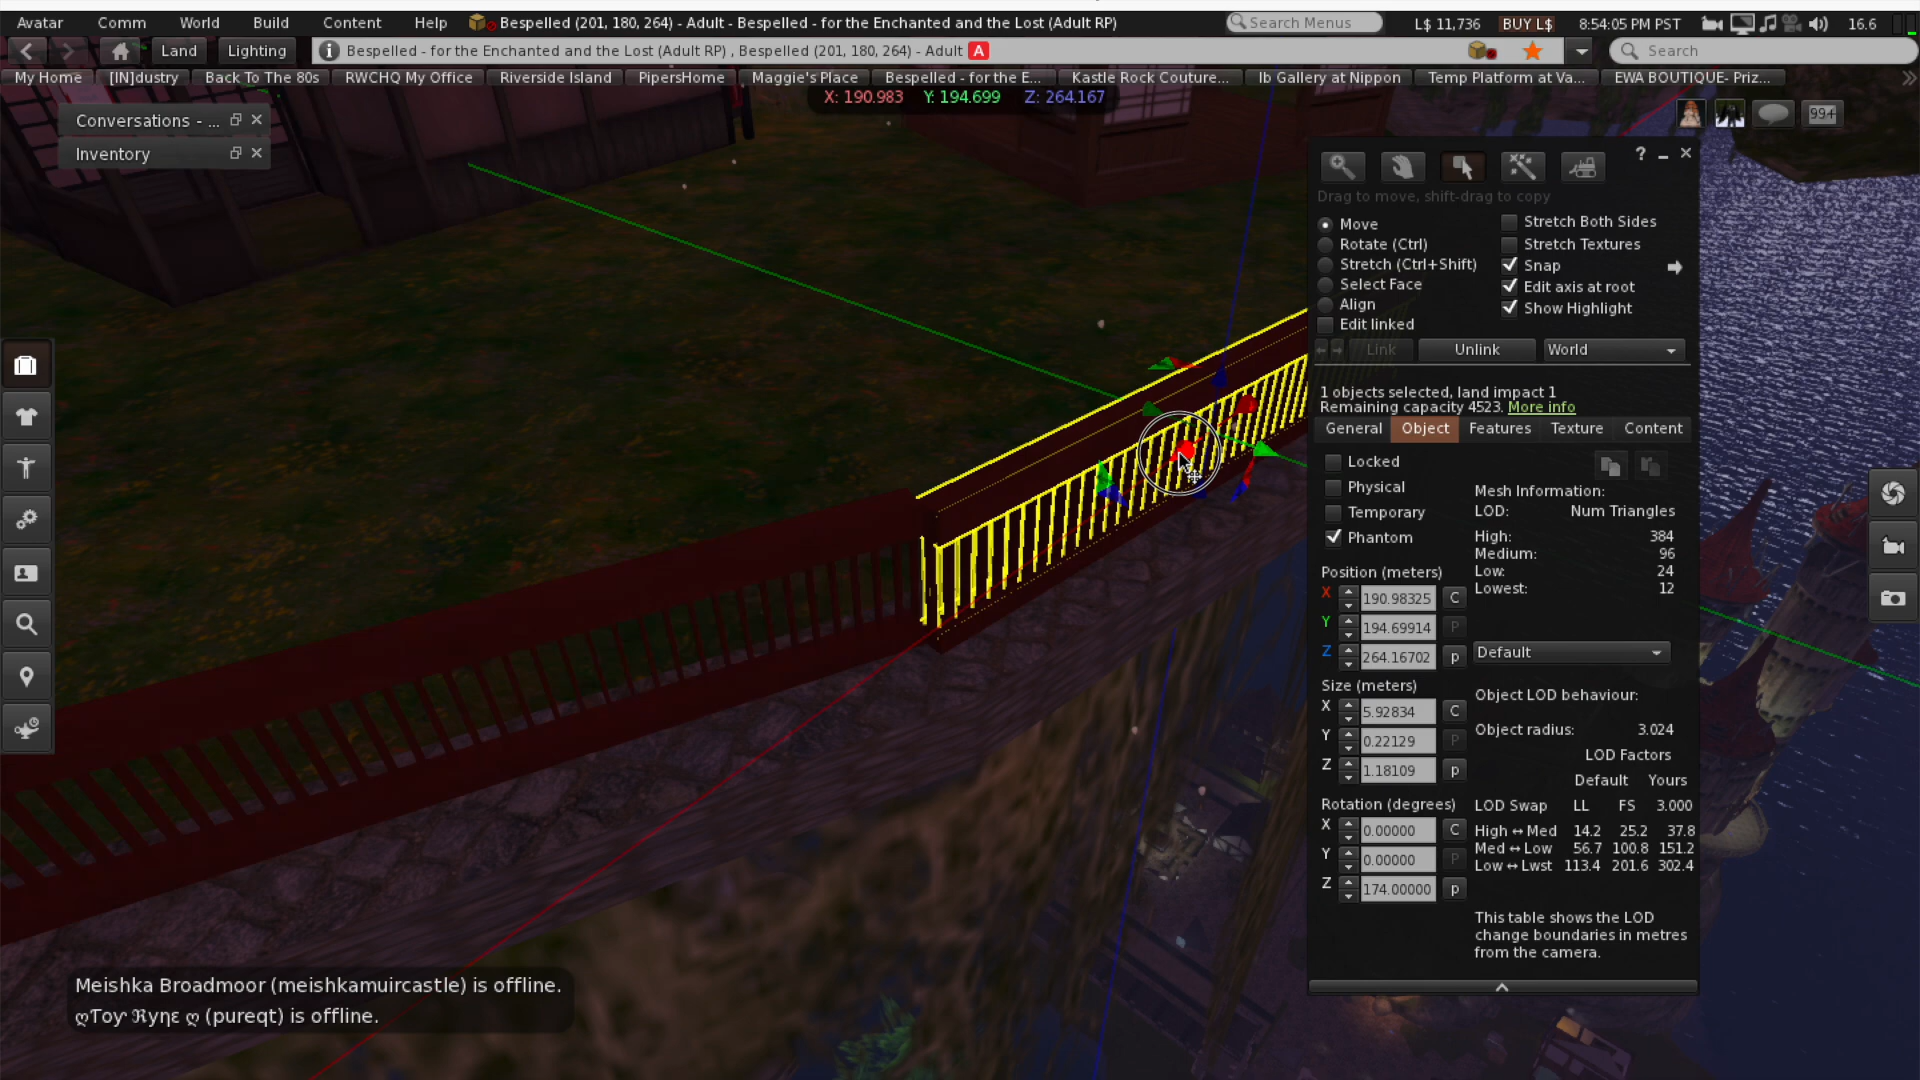 Avatar Comm World Build Content Help Bespelled (201, 180, 264) - Adult - Bespelled - for the Enchanted and the Lost (Adult RP) Search Menus L$ 11,736 BUY L$ 8:54:05 PM PST 16.6
Land Lighting Bespelled - for the Enchanted and the Lost (Adult RP) , Bespelled (201, 180, 264) - Adult A Search
My Home [IN]dustry Back To The 80s RWCHQ My Office Riverside Island PipersHome Maggie's Place Bespelled - for the E... Kastle Rock Couture... Ib Gallery at Nippon Temp Platform at Va... EWA BOUTIQUE- Priz...
X: 190.983 Y: 194.699 Z: 264.167
Conversations - ...
Inventory
99+
?
Drag to move, shift-drag to copy
Move
Rotate (Ctrl)
Stretch (Ctrl+Shift)
Select Face
Align
Edit linked
Stretch Both Sides
Stretch Textures
Snap
Edit axis at root
Show Highlight
Link Unlink World
1 objects selected, land impact 1
Remaining capacity 4523. More info
General Object Features Texture Content
Locked
Physical
Temporary
Phantom
Position (meters)
X 190.98325 C
Y 194.69914 P
Z 264.16702 p
Size (meters)
X 5.92834 C
Y 0.22129 P
Z 1.18109 p
Rotation (degrees)
X 0.00000 C
Y 0.00000 P
Z 174.00000 p
Mesh Information:
LOD: Num Triangles
High: 384
Medium: 96
Low: 24
Lowest: 12
Default
Object LOD behaviour:
Object radius: 3.024
LOD Factors
Default Yours
LOD Swap LL FS 3.000
High↔Med 14.2 25.2 37.8
Med↔Low 56.7 100.8 151.2
Low↔Lwst 113.4 201.6 302.4
This table shows the LOD
change boundaries in metres
from the camera.
Meishka Broadmoor (meishkamuircastle) is offline.
ღƬoƴ ℜyηε ღ (pureqt) is offline.